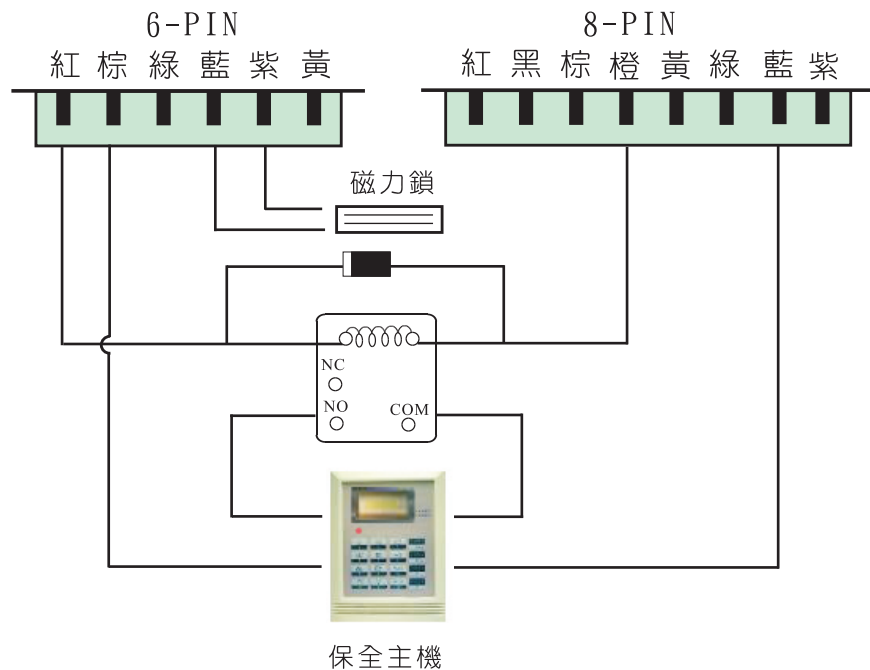 6-PIN
紅 棕 綠 藍 紫 黃
8-PIN
紅 黑 棕 橙 黃 綠 藍 紫
磁力鎖
NC
NO
COM
保全主機